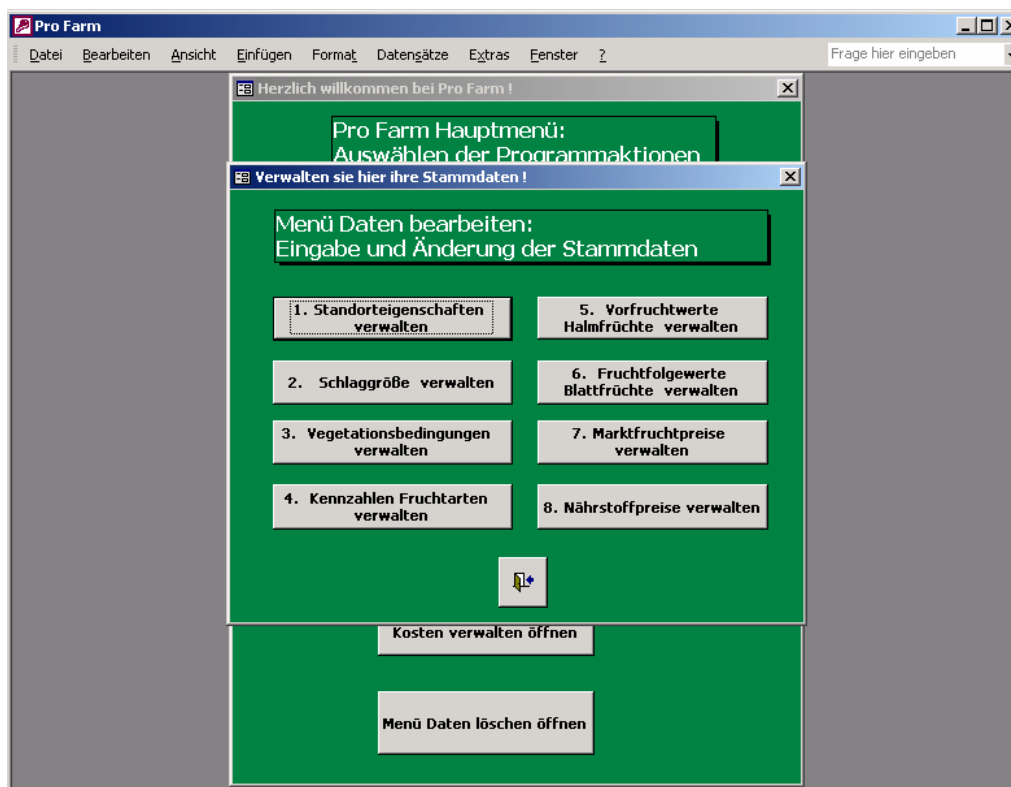 Pro Farm
Datei Bearbeiten Ansicht Einfügen Format Datensätze Extras Fenster ? Frage hier eingeben
Herzlich willkommen bei Pro Farm !
Pro Farm Hauptmenü:
Auswählen der Programmaktionen
Verwalten sie hier ihre Stammdaten !
Menü Daten bearbeiten:
Eingabe und Änderung der Stammdaten
1. Standorteigenschaften
verwalten
5. Vorfruchtwerte
Halmfrüchte verwalten
2. Schlaggröße verwalten
6. Fruchtfolgewerte
Blattfrüchte verwalten
3. Vegetationsbedingungen
verwalten
7. Marktfruchtpreise
verwalten
4. Kennzahlen Fruchtarten
verwalten
8. Nährstoffpreise verwalten
Kosten verwalten öffnen
Menü Daten löschen öffnen